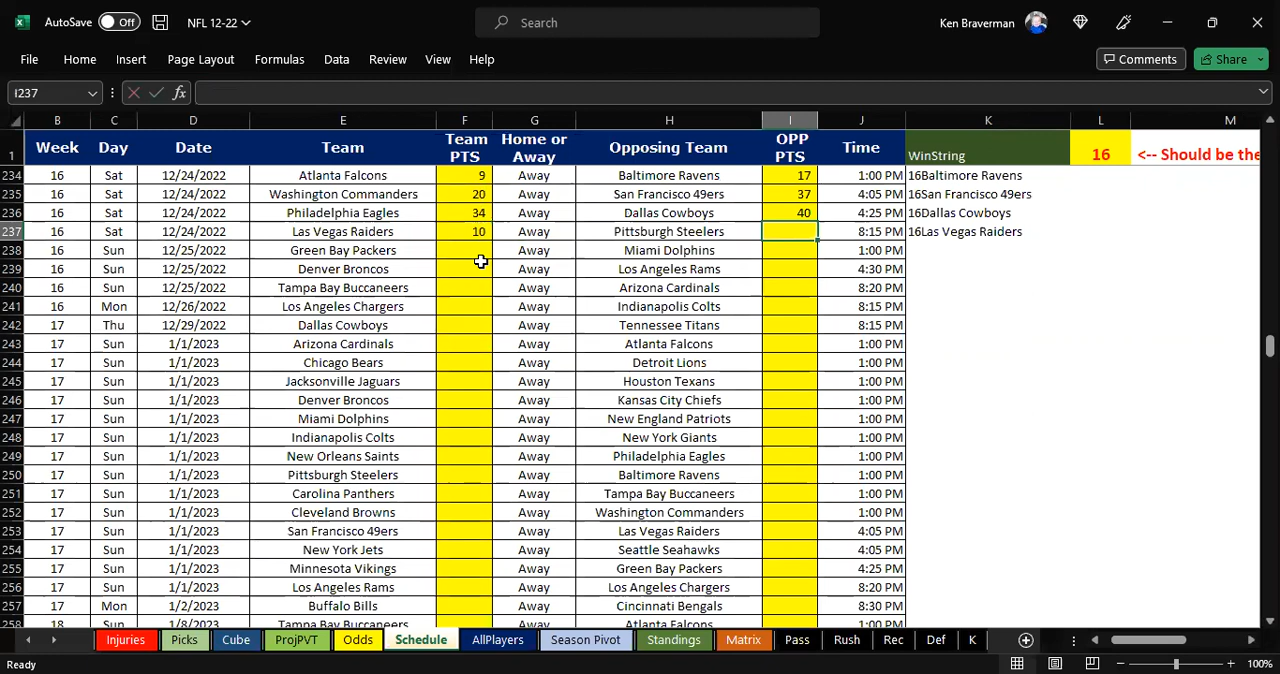 AutoSave Off NFL 12-22 Search Ken Braverman
File Home Insert Page Layout Formulas Data Review View Help Comments Share
I237 fx
B C D E F G H I J K L M
1 Week Day Date Team Team PTS Home or Away Opposing Team OPP PTS Time WinString 16 <-- Should be the
234 16 Sat 12/24/2022 Atlanta Falcons 9 Away Baltimore Ravens 17 1:00 PM 16Baltimore Ravens
235 16 Sat 12/24/2022 Washington Commanders 20 Away San Francisco 49ers 37 4:05 PM 16San Francisco 49ers
236 16 Sat 12/24/2022 Philadelphia Eagles 34 Away Dallas Cowboys 40 4:25 PM 16Dallas Cowboys
237 16 Sat 12/24/2022 Las Vegas Raiders 10 Away Pittsburgh Steelers 8:15 PM 16Las Vegas Raiders
238 16 Sun 12/25/2022 Green Bay Packers Away Miami Dolphins 1:00 PM
239 16 Sun 12/25/2022 Denver Broncos Away Los Angeles Rams 4:30 PM
240 16 Sun 12/25/2022 Tampa Bay Buccaneers Away Arizona Cardinals 8:20 PM
241 16 Mon 12/26/2022 Los Angeles Chargers Away Indianapolis Colts 8:15 PM
242 17 Thu 12/29/2022 Dallas Cowboys Away Tennessee Titans 8:15 PM
243 17 Sun 1/1/2023 Arizona Cardinals Away Atlanta Falcons 1:00 PM
244 17 Sun 1/1/2023 Chicago Bears Away Detroit Lions 1:00 PM
245 17 Sun 1/1/2023 Jacksonville Jaguars Away Houston Texans 1:00 PM
246 17 Sun 1/1/2023 Denver Broncos Away Kansas City Chiefs 1:00 PM
247 17 Sun 1/1/2023 Miami Dolphins Away New England Patriots 1:00 PM
248 17 Sun 1/1/2023 Indianapolis Colts Away New York Giants 1:00 PM
249 17 Sun 1/1/2023 New Orleans Saints Away Philadelphia Eagles 1:00 PM
250 17 Sun 1/1/2023 Pittsburgh Steelers Away Baltimore Ravens 1:00 PM
251 17 Sun 1/1/2023 Carolina Panthers Away Tampa Bay Buccaneers 1:00 PM
252 17 Sun 1/1/2023 Cleveland Browns Away Washington Commanders 1:00 PM
253 17 Sun 1/1/2023 San Francisco 49ers Away Las Vegas Raiders 4:05 PM
254 17 Sun 1/1/2023 New York Jets Away Seattle Seahawks 4:05 PM
255 17 Sun 1/1/2023 Minnesota Vikings Away Green Bay Packers 4:25 PM
256 17 Sun 1/1/2023 Los Angeles Rams Away Los Angeles Chargers 8:20 PM
257 17 Mon 1/2/2023 Buffalo Bills Away Cincinnati Bengals 8:30 PM
258 18 Sun 1/8/2023 Tampa Bay Buccaneers Away Atlanta Falcons 1:00 PM
Injuries Picks Cube ProjPVT Odds Schedule AllPlayers Season Pivot Standings Matrix Pass Rush Rec Def K
Ready 100%